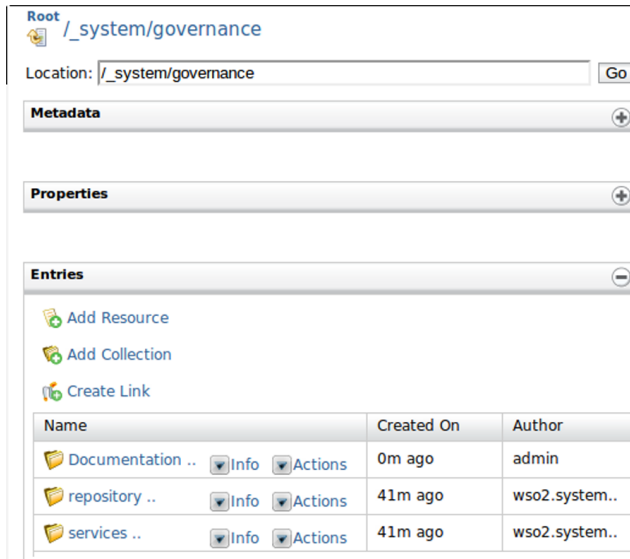 Root
/_system/governance
Location: /_system/governance Go
Metadata
Properties
Entries
Add Resource
Add Collection
Create Link
Name Created On Author
Documentation .. Info Actions 0m ago admin
repository .. Info Actions 41m ago wso2.system..
services .. Info Actions 41m ago wso2.system..